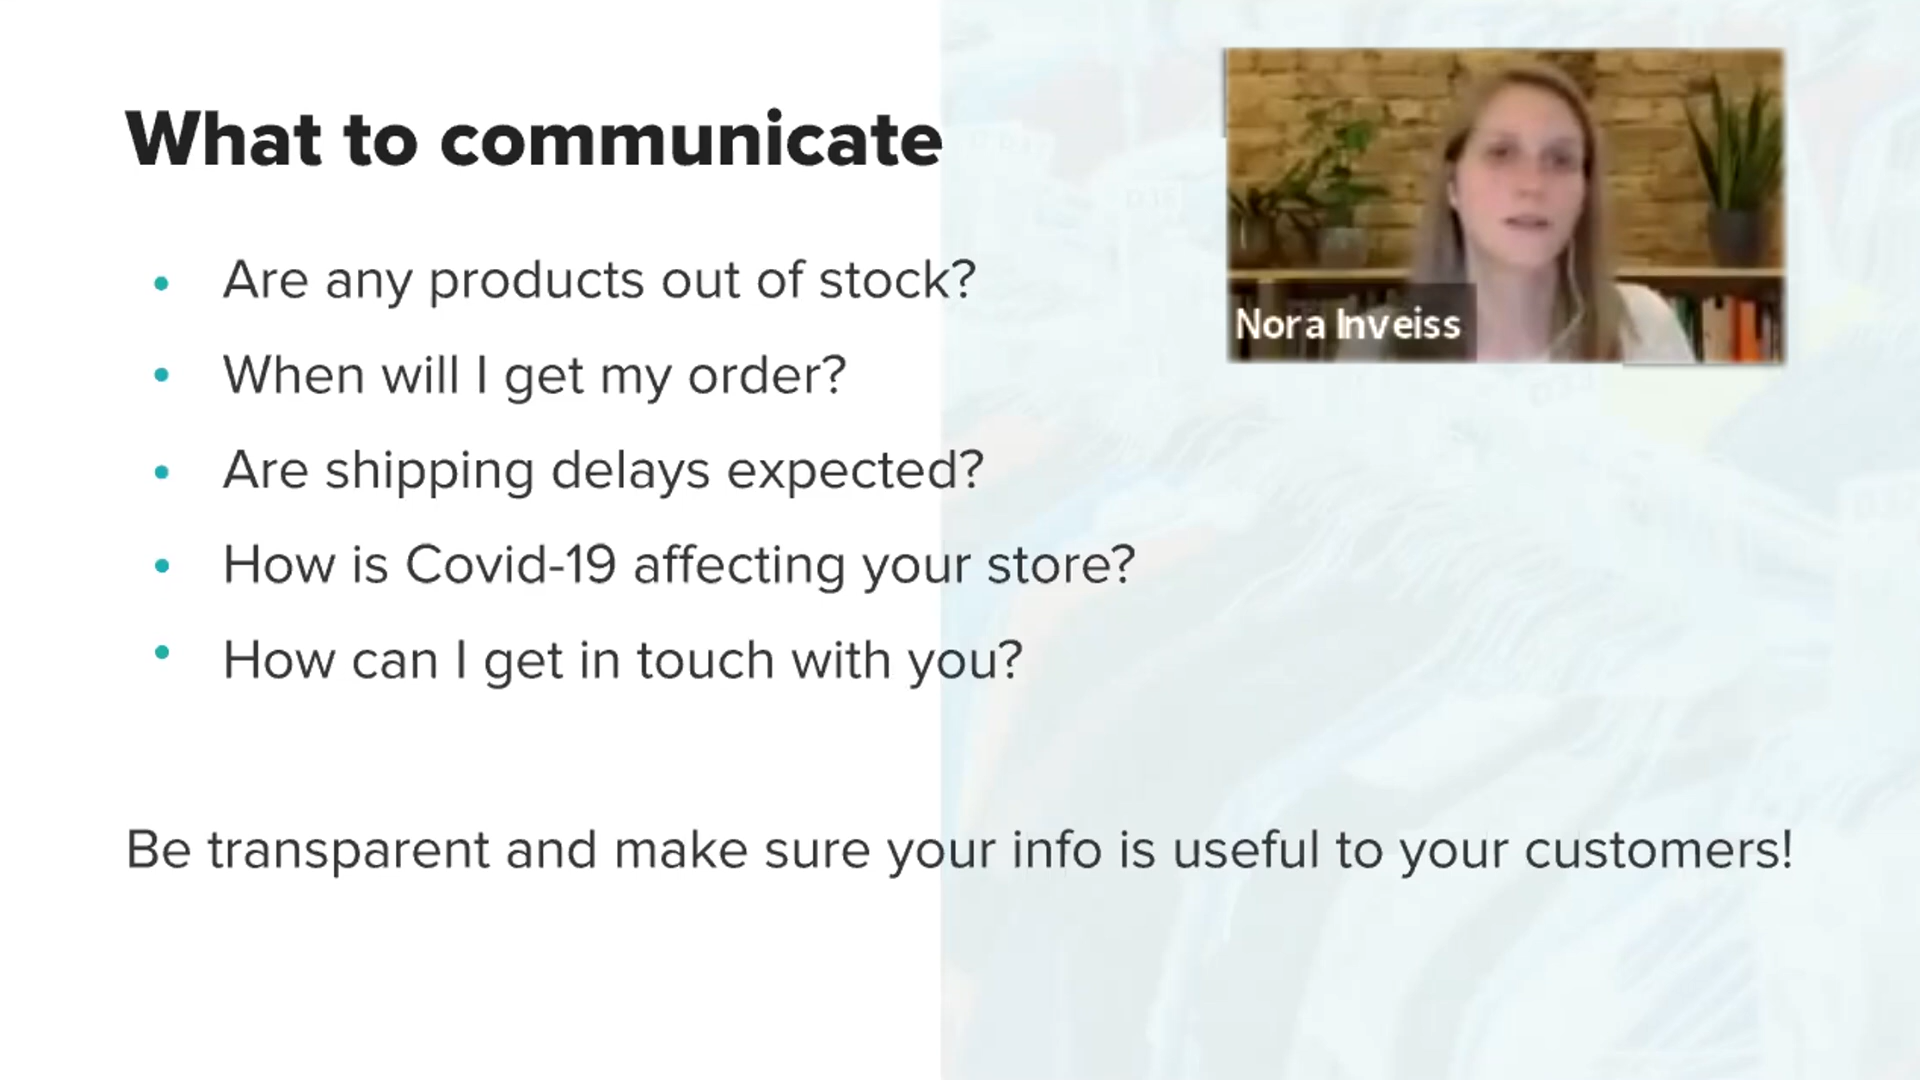 What to communicate
Are any products out of stock?
When will I get my order?
Are shipping delays expected?
How is Covid-19 affecting your store?
How can I get in touch with you?
Be transparent and make sure your info is useful to your customers!
Nora Inveiss